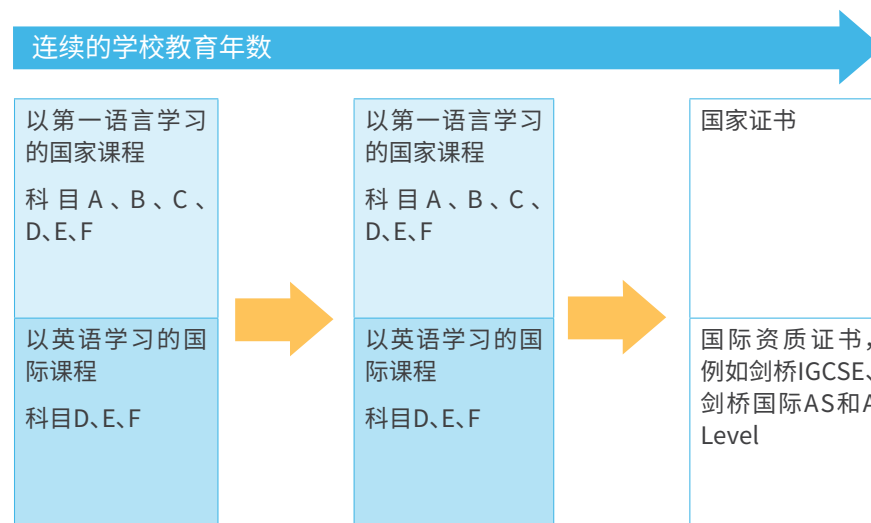 连续的学校教育年数
以第一语言学习
的国家课程
科目A、B、C、
D、E、F
以第一语言学习
的国家课程
科目A、B、C、
D、E、F
国家证书
以英语学习的国
际课程
科目D、E、F
以英语学习的国
际课程
科目D、E、F
国际资质证书，
例如剑桥IGCSE、
剑桥国际AS和A
Level